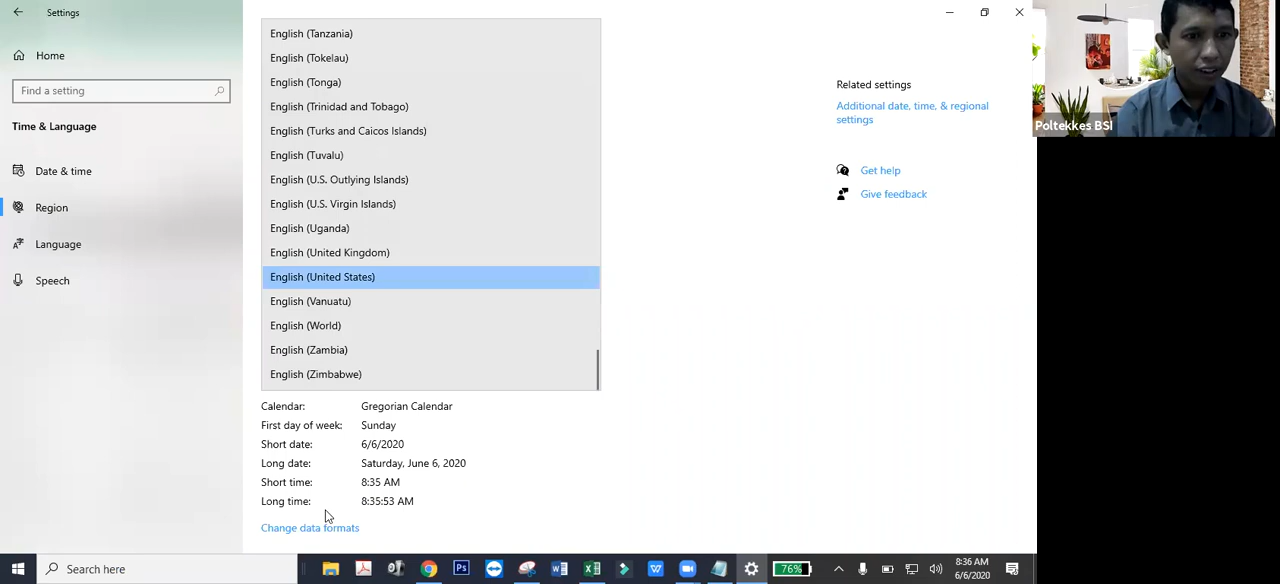 Settings
Home
Find a setting
Time & Language
Date & time
Region
Language
Speech
English (Tanzania)
English (Tokelau)
English (Tonga)
English (Trinidad and Tobago)
English (Turks and Caicos Islands)
English (Tuvalu)
English (U.S. Outlying Islands)
English (U.S. Virgin Islands)
English (Uganda)
English (United Kingdom)
English (United States)
English (Vanuatu)
English (World)
English (Zambia)
English (Zimbabwe)
Calendar: Gregorian Calendar
First day of week: Sunday
Short date: 6/6/2020
Long date: Saturday, June 6, 2020
Short time: 8:35 AM
Long time: 8:35:53 AM
Change data formats
Related settings
Additional date, time, & regional
settings
Get help
Give feedback
Poltekkes BSI
Search here
Ps
76%
8:36 AM
6/6/2020